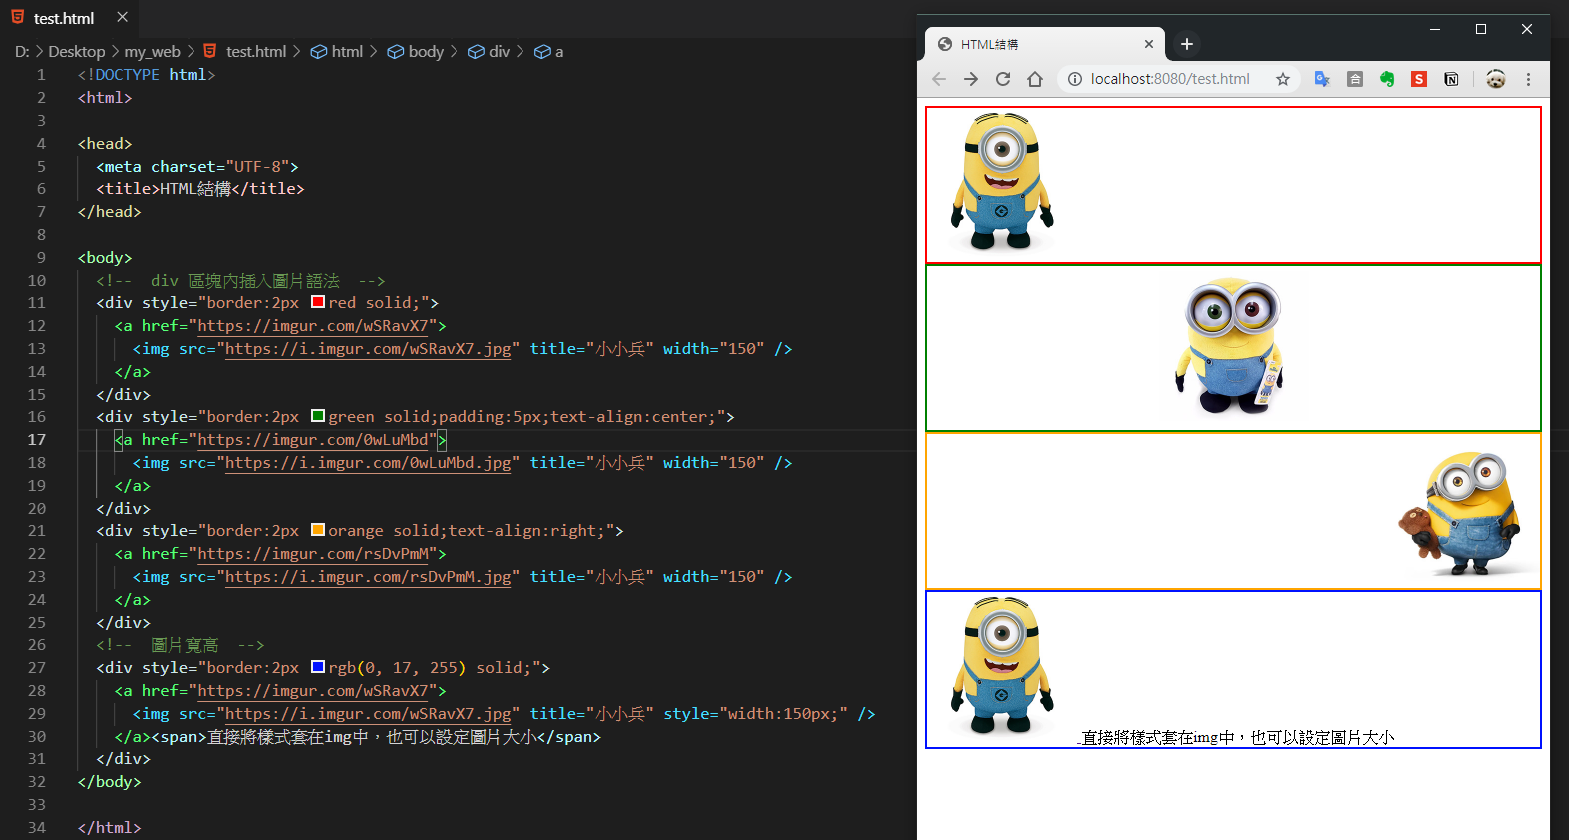 test.html
D: > Desktop > my_web > test.html > html > body > div > a
1 <!DOCTYPE html>
2 <html>
3
4 <head>
5 <meta charset="UTF-8">
6 <title>HTML結構</title>
7 </head>
8
9 <body>
10 <!--  div 區塊內插入圖片語法  -->
11 <div style="border:2px red solid;">
12 <a href="https://imgur.com/wSRavX7">
13 <img src="https://i.imgur.com/wSRavX7.jpg" title="小小兵" width="150" />
14 </a>
15 </div>
16 <div style="border:2px green solid;padding:5px;text-align:center;">
17 <a href="https://imgur.com/0wLuMbd">
18 <img src="https://i.imgur.com/0wLuMbd.jpg" title="小小兵" width="150" />
19 </a>
20 </div>
21 <div style="border:2px orange solid;text-align:right;">
22 <a href="https://imgur.com/rsDvPmM">
23 <img src="https://i.imgur.com/rsDvPmM.jpg" title="小小兵" width="150" />
24 </a>
25 </div>
26 <!--  圖片寬高  -->
27 <div style="border:2px rgb(0, 17, 255) solid;">
28 <a href="https://imgur.com/wSRavX7">
29 <img src="https://i.imgur.com/wSRavX7.jpg" title="小小兵" style="width:150px;" />
30 </a><span>直接將樣式套在img中，也可以設定圖片大小</span>
31 </div>
32 </body>
33
34 </html>
HTML結構
localhost:8080/test.html
直接將樣式套在img中，也可以設定圖片大小